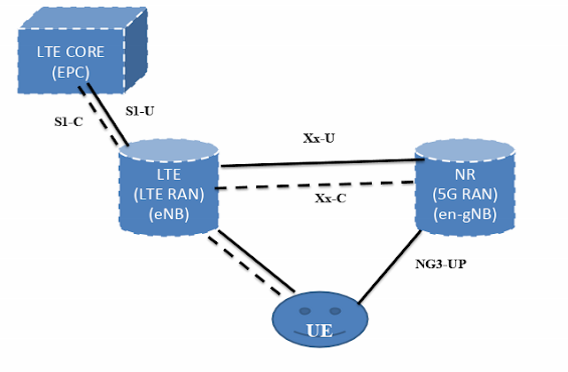 LTE CORE
(EPC)
S1-U
S1-C
Xx-U
LTE
(LTE RAN)
(eNB)
NR
(5G RAN)
(en-gNB)
Xx-C
NG3-UP
UE